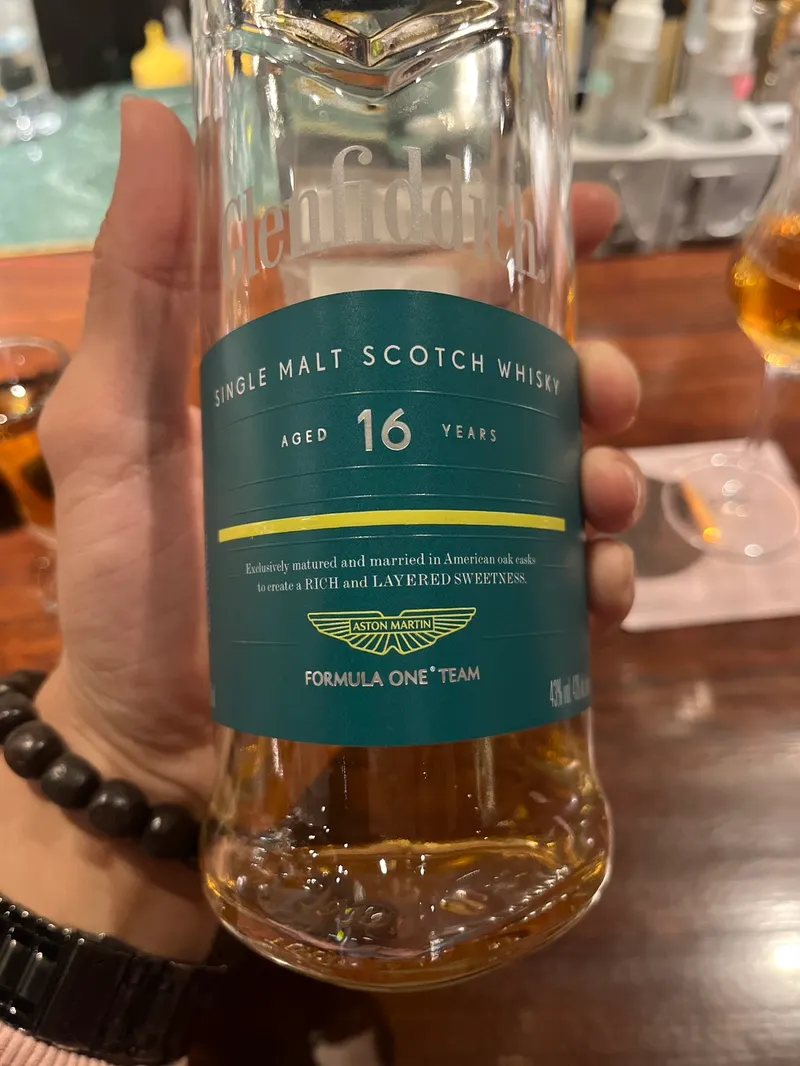 Glenfiddich
SINGLE MALT SCOTCH WHISKY
AGED 16 YEARS
Exclusively matured and married in American oak casks
to create a RICH and LAYERED SWEETNESS.
ASTON MARTIN
FORMULA ONE® TEAM
43%